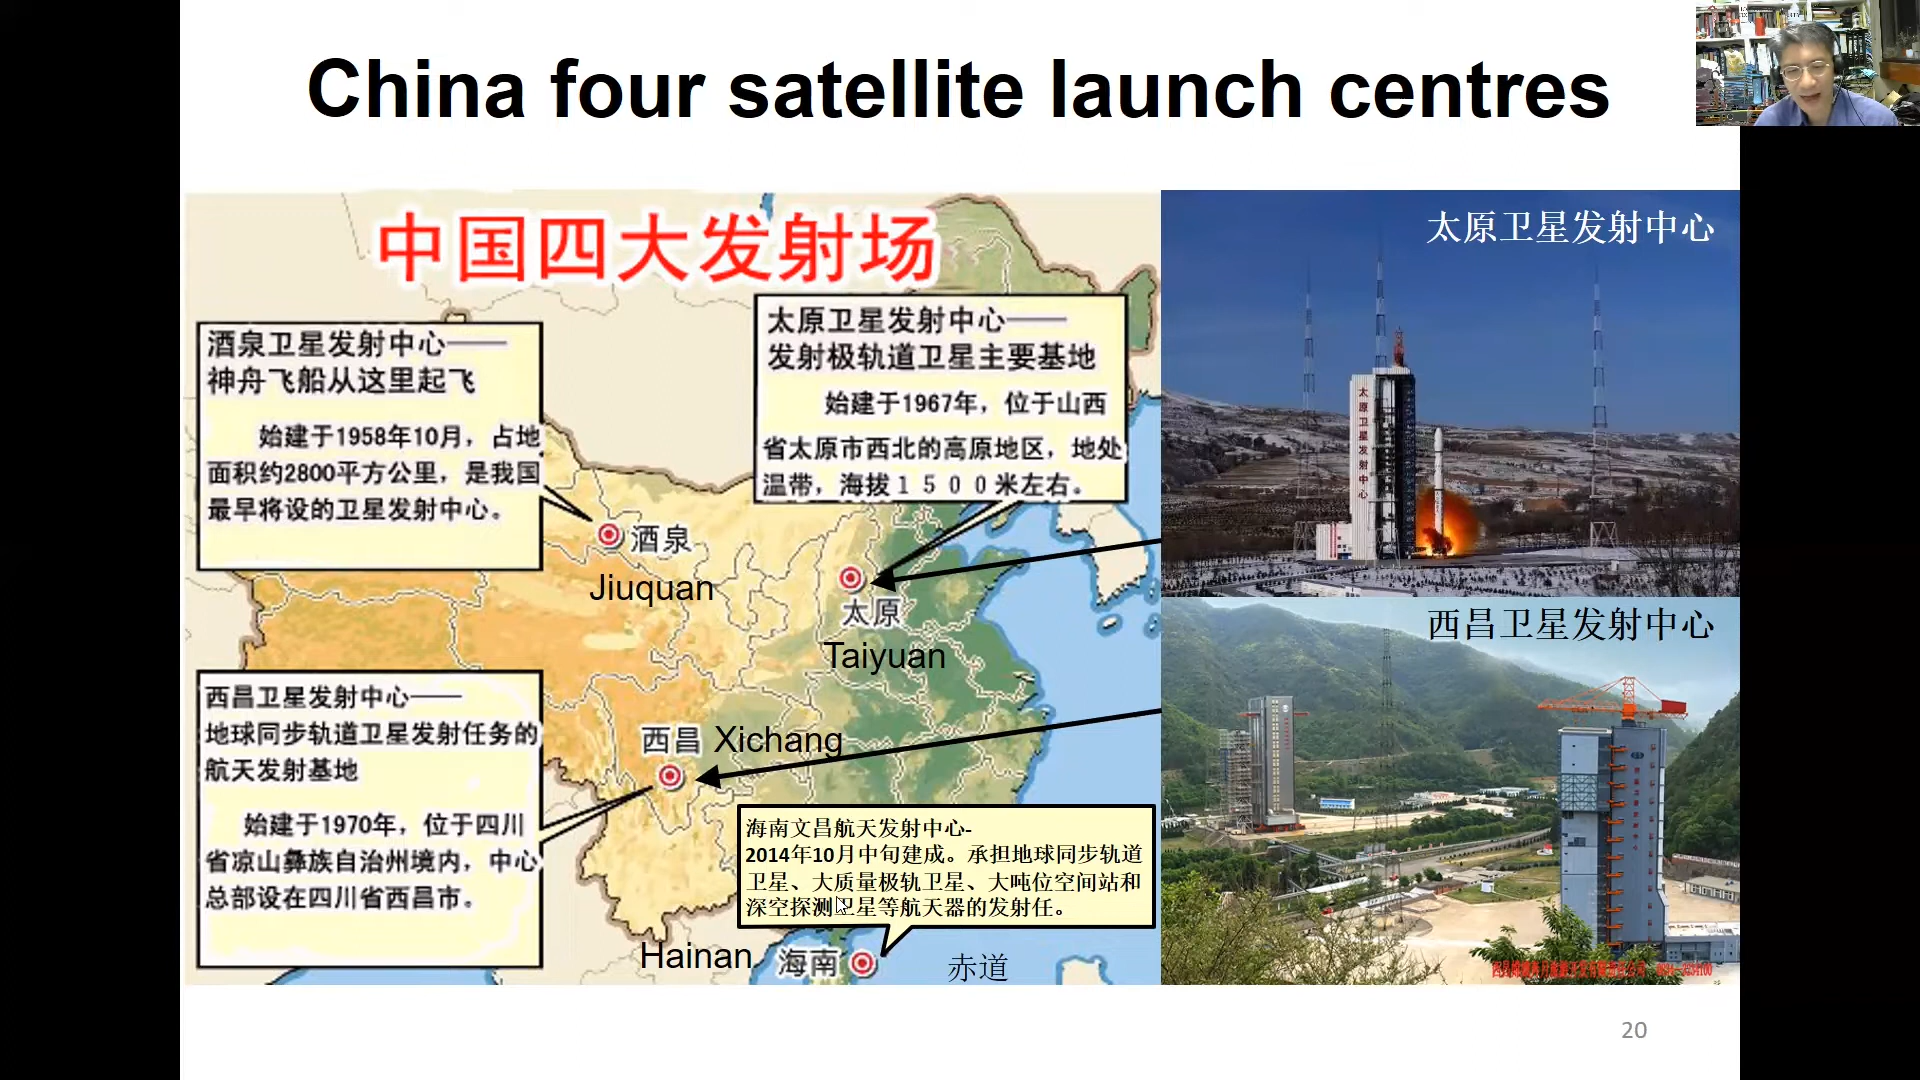 China four satellite launch centres
中国四大发射场
酒泉卫星发射中心——
神舟飞船从这里起飞
始建于1958年10月，占地
面积约2800平方公里，是我国
最早将设的卫星发射中心。
太原卫星发射中心——
发射极轨道卫星主要基地
始建于1967年，位于山西
省太原市西北的高原地区，地处
温带，海拔１５００米左右。
酒泉
Jiuquan
太原
Taiyuan
西昌卫星发射中心——
地球同步轨道卫星发射任务的
航天发射基地
始建于1970年，位于四川
省凉山彝族自治州境内，中心
总部设在四川省西昌市。
西昌 Xichang
海南文昌航天发射中心-
2014年10月中旬建成。承担地球同步轨道
卫星、大质量极轨卫星、大吨位空间站和
深空探测卫星等航天器的发射任。
Hainan 海南
赤道
太原卫星发射中心
太原卫星发射中心
西昌卫星发射中心
20